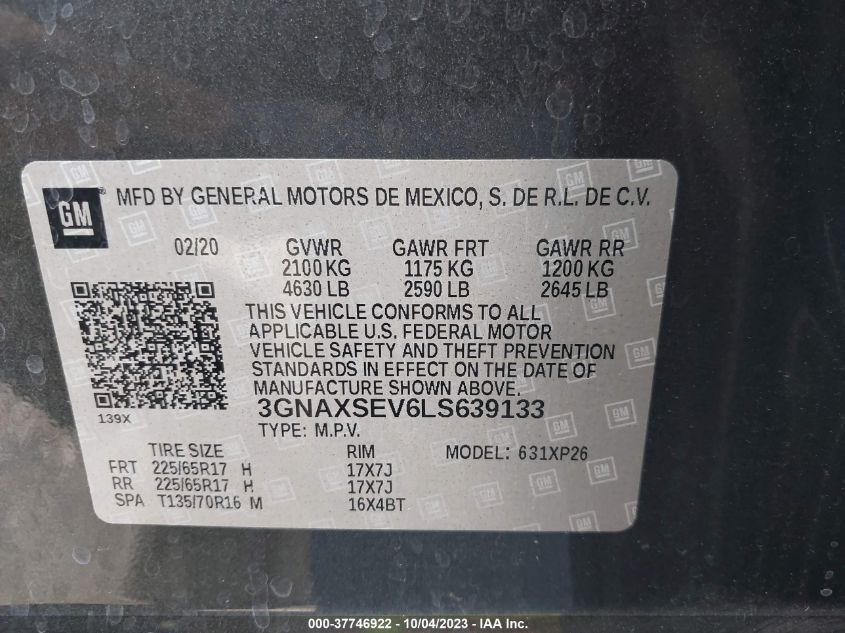 GM
MFD BY GENERAL MOTORS DE MEXICO, S. DE R.L. DE C.V.
02/20 GVWR GAWR FRT GAWR RR
2100 KG 1175 KG 1200 KG
4630 LB 2590 LB 2645 LB
THIS VEHICLE CONFORMS TO ALL
APPLICABLE U.S. FEDERAL MOTOR
VEHICLE SAFETY AND THEFT PREVENTION
STANDARDS IN EFFECT ON THE DATE OF
MANUFACTURE SHOWN ABOVE.
139X 3GNAXSEV6LS639133
TYPE: M.P.V.
TIRE SIZE RIM MODEL: 631XP26
FRT 225/65R17 H 17X7J
RR 225/65R17 H 17X7J
SPA T135/70R16 M 16X4BT
000-37746922 - 10/04/2023 - IAA Inc.